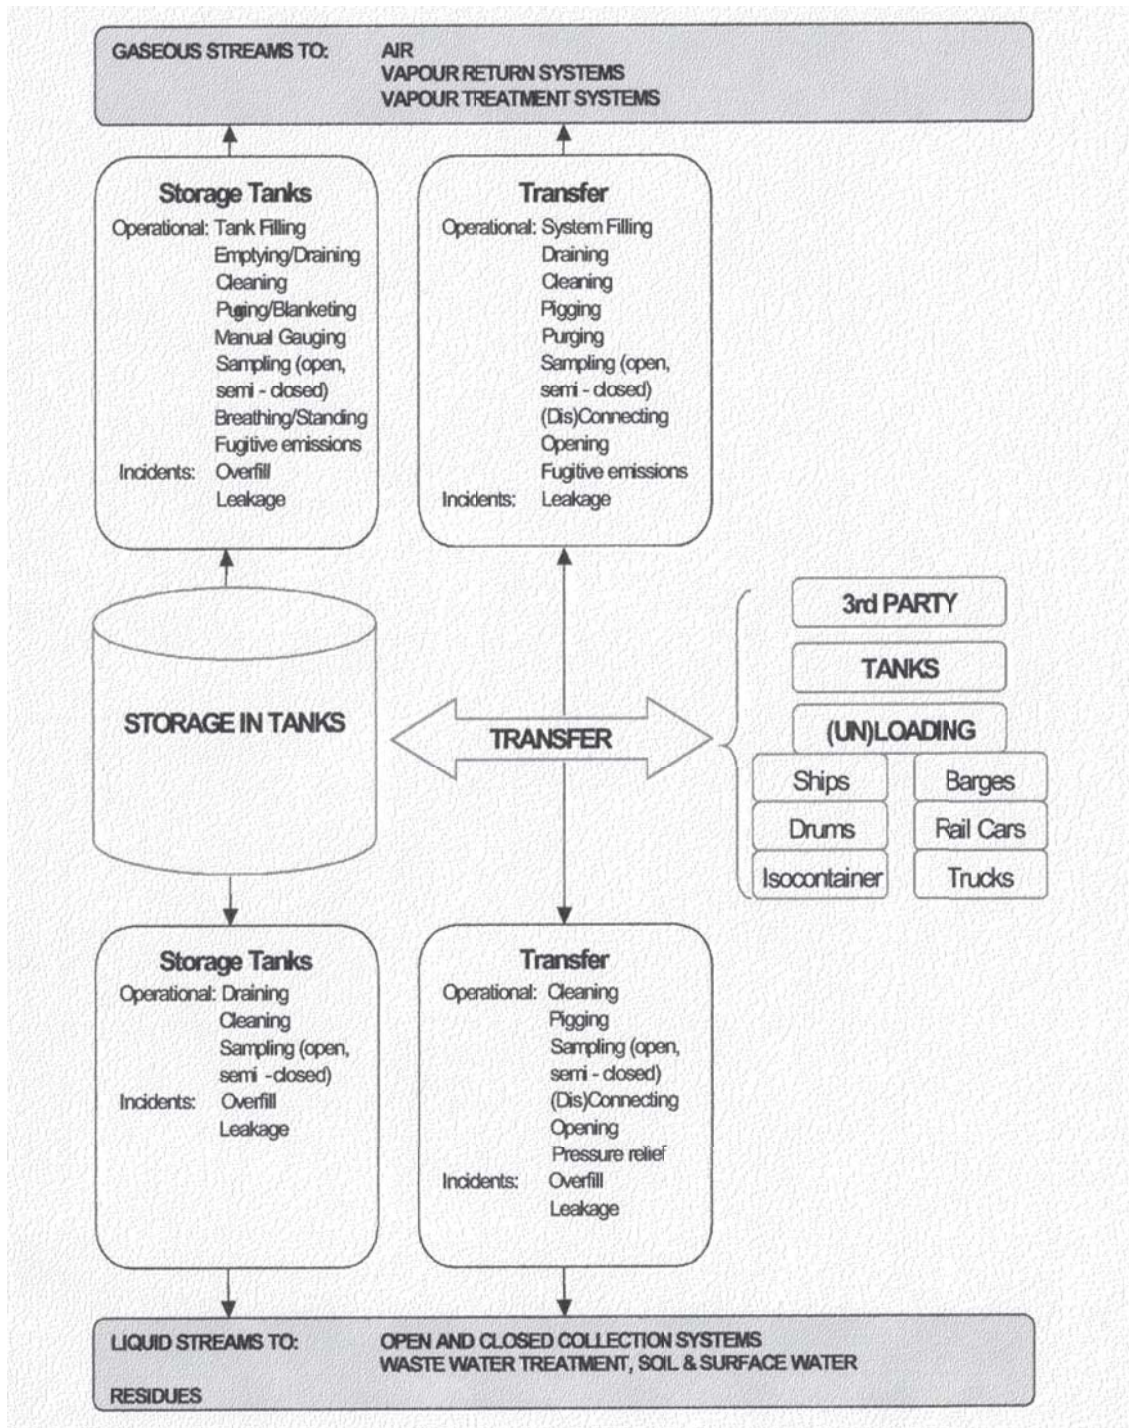 GASEOUS STREAMS TO: AIR
VAPOUR RETURN SYSTEMS
VAPOUR TREATMENT SYSTEMS
Storage Tanks
Operational: Tank Filling
Emptying/Draining
Cleaning
Purging/Blanketing
Manual Gauging
Sampling (open,
semi - closed)
Breathing/Standing
Fugitive emissions
Incidents: Overfill
Leakage
Transfer
Operational: System Filling
Draining
Cleaning
Pigging
Purging
Sampling (open,
semi - closed)
(Dis)Connecting
Opening
Fugitive emissions
Incidents: Leakage
STORAGE IN TANKS
TRANSFER
3rd PARTY
TANKS
(UN)LOADING
Ships Barges
Drums Rail Cars
Isocontainer Trucks
Storage Tanks
Operational: Draining
Cleaning
Sampling (open,
semi - closed)
Incidents: Overfill
Leakage
Transfer
Operational: Cleaning
Pigging
Sampling (open,
semi - closed)
(Dis)Connecting
Opening
Pressure relief
Incidents: Overfill
Leakage
LIQUID STREAMS TO: OPEN AND CLOSED COLLECTION SYSTEMS
WASTE WATER TREATMENT, SOIL & SURFACE WATER
RESIDUES